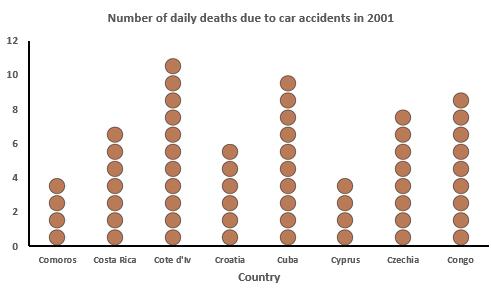 Number of daily deaths due to car accidents in 2001
12
10
8
6
4
2
0
Comoros Costa Rica Cote d'Iv Croatia Cuba Cyprus Czechia Congo
Country